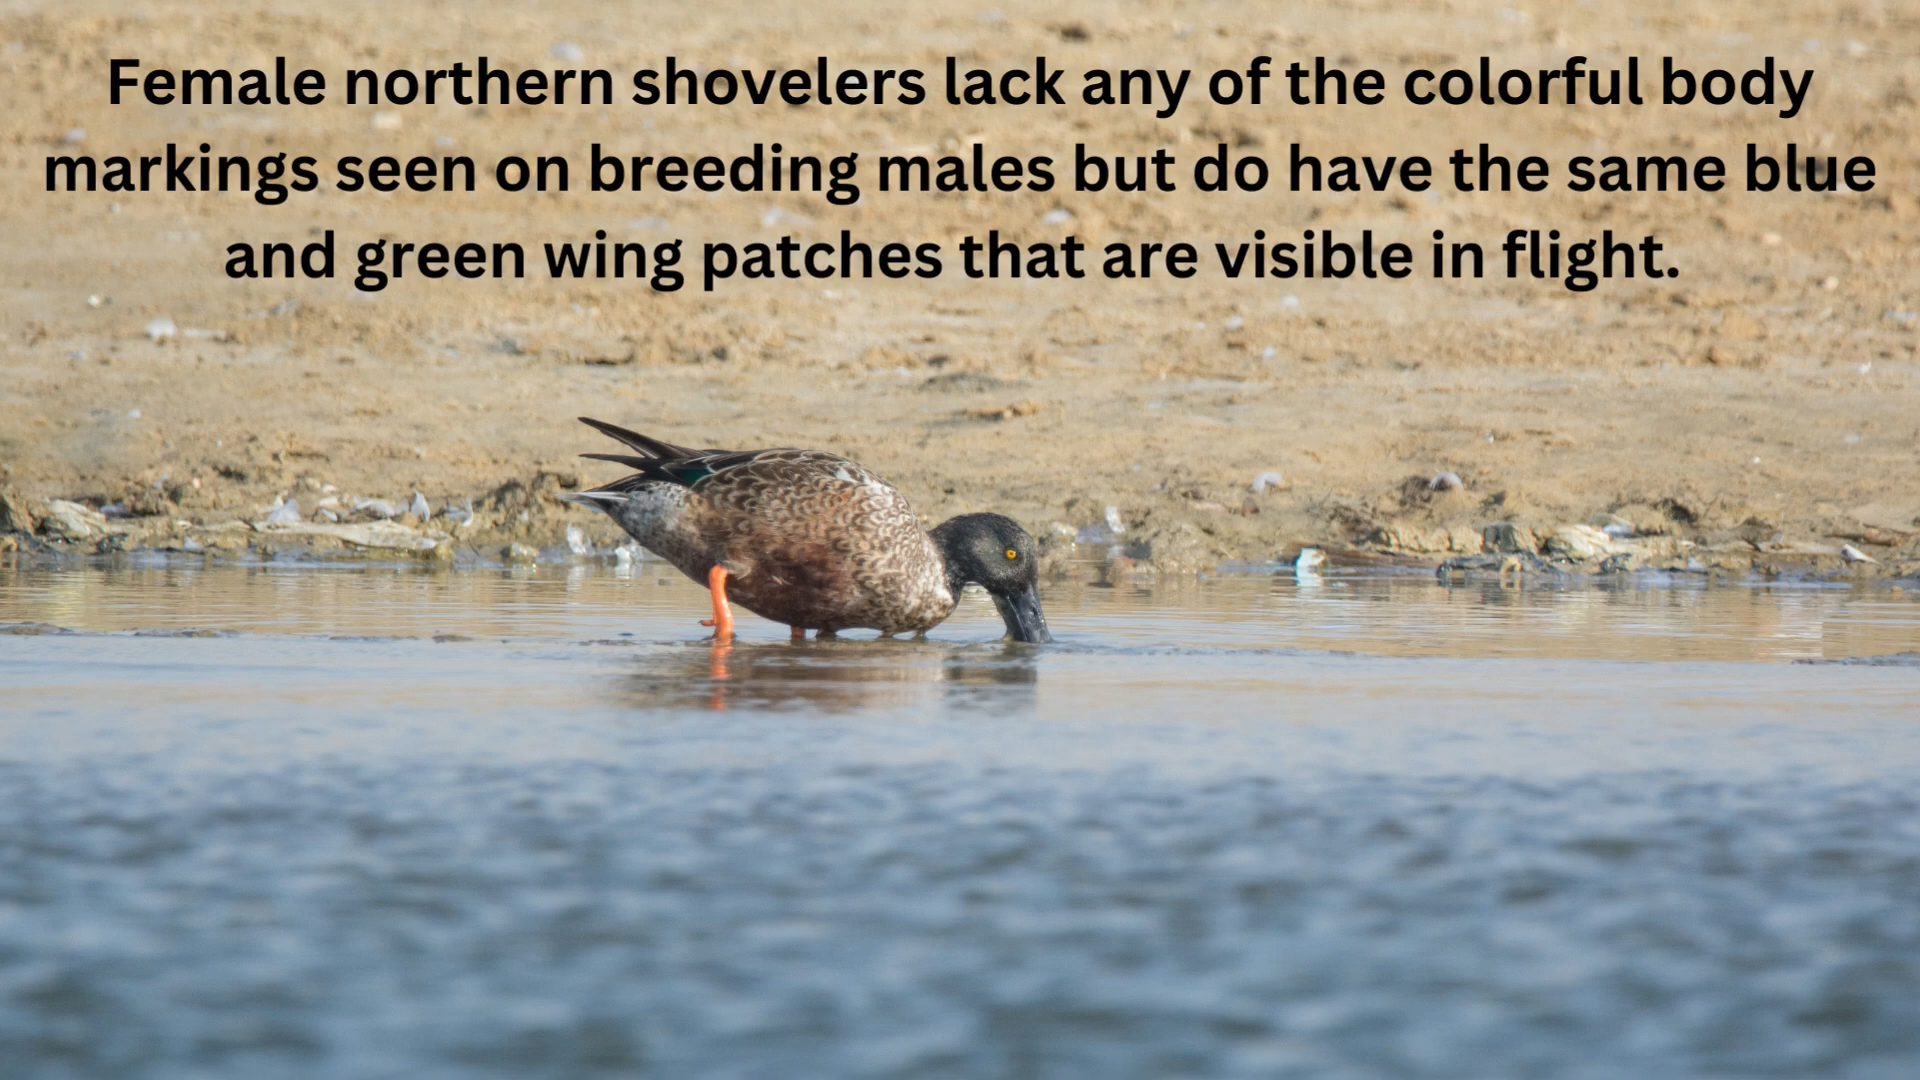 Female northern shovelers lack any of the colorful body
markings seen on breeding males but do have the same blue
and green wing patches that are visible in flight.